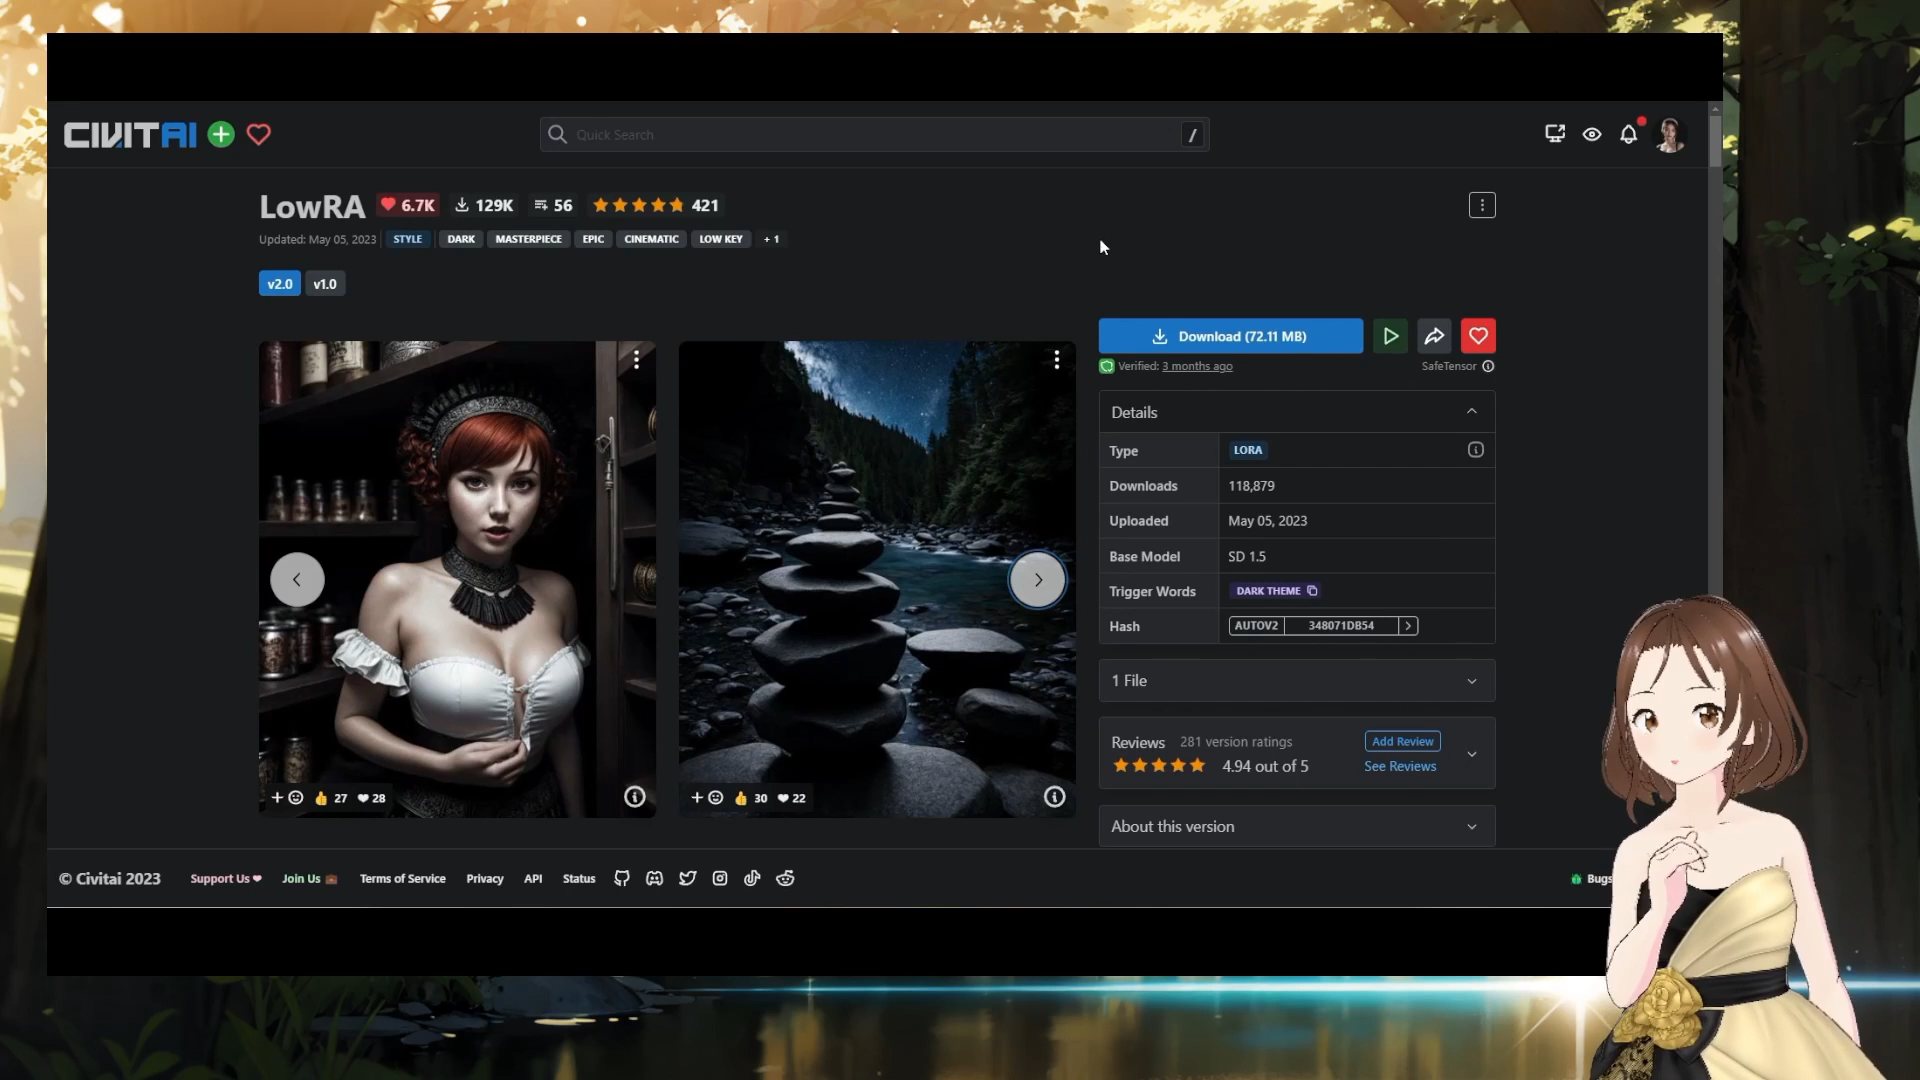 CIVITAI
Quick Search
/
LowRA 6.7K 129K 56 421
Updated: May 05, 2023 STYLE DARK MASTERPIECE EPIC CINEMATIC LOW KEY + 1
v2.0 v1.0
Download (72.11 MB)
Verified: 3 months ago SafeTensor
Details
Type LORA
Downloads 118,879
Uploaded May 05, 2023
Base Model SD 1.5
Trigger Words DARK THEME
Hash AUTOV2 348071DB54
1 File
Reviews 281 version ratings Add Review
4.94 out of 5 See Reviews
About this version
27 28
30 22
© Civitai 2023 Support Us Join Us Terms of Service Privacy API Status Bugs